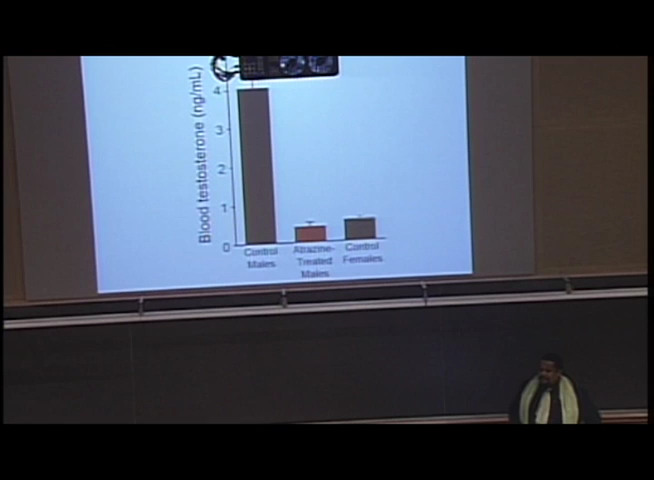 Blood testosterone (ng/mL)
4
3
2
1
0
Control
Males
Atrazine-
Treated
Males
Control
Females